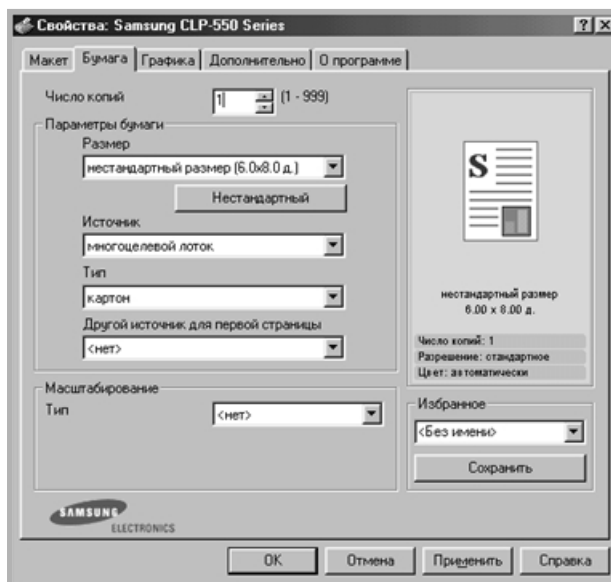 Свойства: Samsung CLP-550 Series
Макет Бумага Графика Дополнительно О программе
Число копий 1 (1 - 999)
Параметры бумаги
Размер
нестандартный размер (6.0x8.0 д.)
Нестандартный
Источник
многоцелевой лоток
Тип
картон
Другой источник для первой страницы
<нет>
Масштабирование
Тип <нет>
S
нестандартный размер
6.00 x 8.00 д.
Число копий: 1
Разрешение: стандартное
Цвет: автоматически
Избранное
<Без имени>
Сохранить
SAMSUNG
ELECTRONICS
OK Отмена Применить Справка